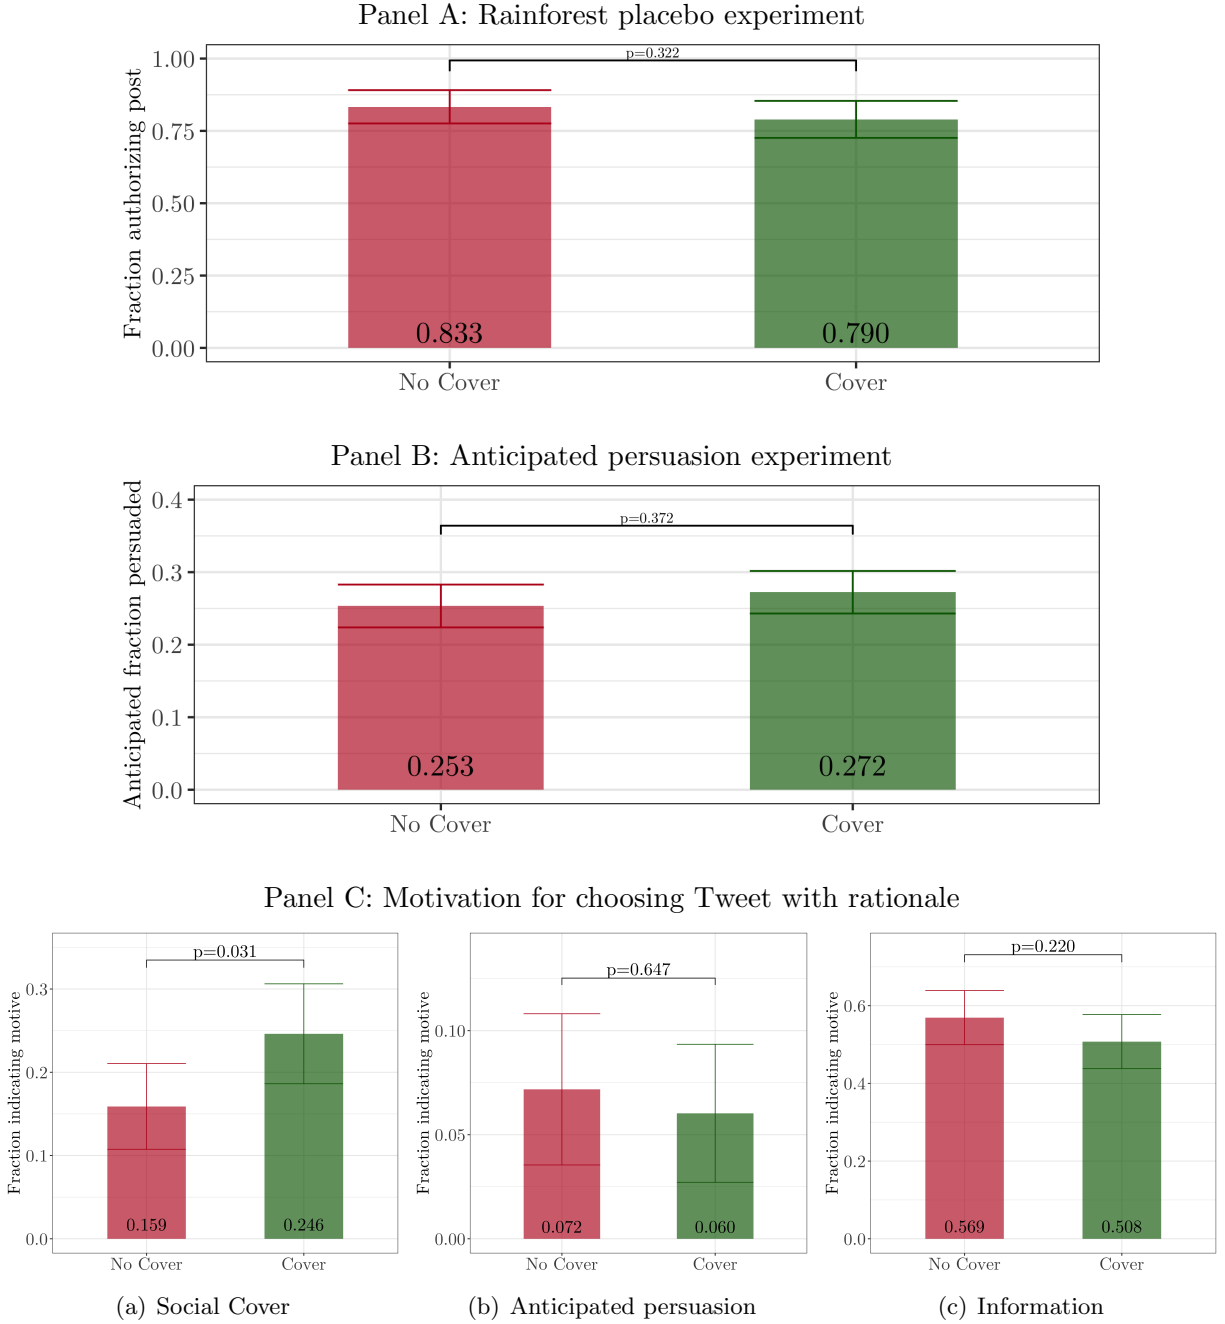 Panel A: Rainforest placebo experiment
Fraction authorizing post
1.00
0.75
0.50
0.25
0.00
p=0.322
0.833
0.790
No Cover
Cover
Panel B: Anticipated persuasion experiment
Anticipated fraction persuaded
0.4
0.3
0.2
0.1
0.0
p=0.372
0.253
0.272
No Cover
Cover
Panel C: Motivation for choosing Tweet with rationale
Fraction indicating motive
0.3
0.2
0.1
0.0
p=0.031
0.159
0.246
No Cover
Cover
(a) Social Cover
Fraction indicating motive
0.10
0.05
0.00
p=0.647
0.072
0.060
No Cover
Cover
(b) Anticipated persuasion
Fraction indicating motive
0.6
0.4
0.2
0.0
p=0.220
0.569
0.508
No Cover
Cover
(c) Information